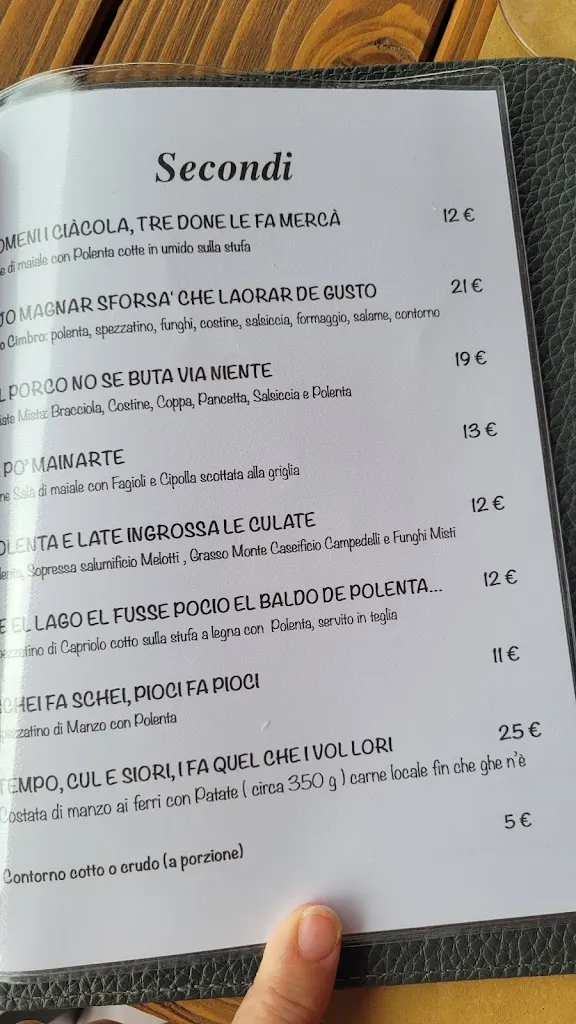 Secondi
I CIÀCOLA, TRE DONE LE FA MERCÀ 12 €
di maiale con Polenta cotte in umido sulla stufa
MAGNAR SFORSA' CHE LAORAR DE GUSTO 21 €
Cimbro: polenta, spezzatino, funghi, costine, salsiccia, formaggio, salame, contorno
PORCO NO SE BUTA VIA NIENTE 19 €
Mista: Bracciola, Costine, Coppa, Pancetta, Salsiccia e Polenta
PO' MAINARTE 13 €
Salà di maiale con Fagioli e Cipolla scottata alla griglia
OLENTA E LATE INGROSSA LE CULATE 12 €
Sopressa salumificio Melotti , Grasso Monte Caseificio Campedelli e Funghi Misti
E EL LAGO EL FUSSE POCIO EL BALDO DE POLENTA... 12 €
di Capriolo cotto sulla stufa a legna con Polenta, servito in teglia
CHEI FA SCHEI, PIOCI FA PIOCI 11 €
zatino di Manzo con Polenta
TEMPO, CUL E SIORI, I FA QUEL CHE I VOL LORI 25 €
Costata di manzo ai ferri con Patate ( circa 350 g ) carne locale fin che ghe n'è
Contorno cotto o crudo (a porzione) 5 €